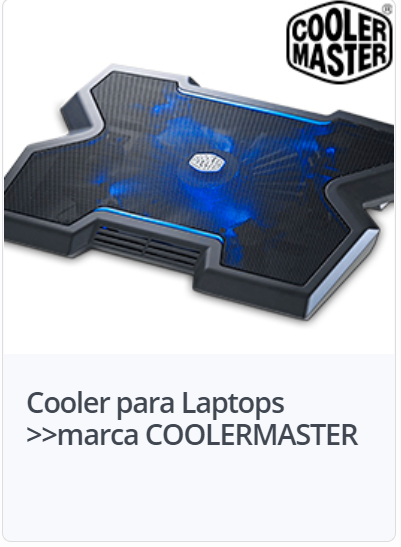 COOLER
MASTER
Cooler para Laptops
>>marca COOLERMASTER